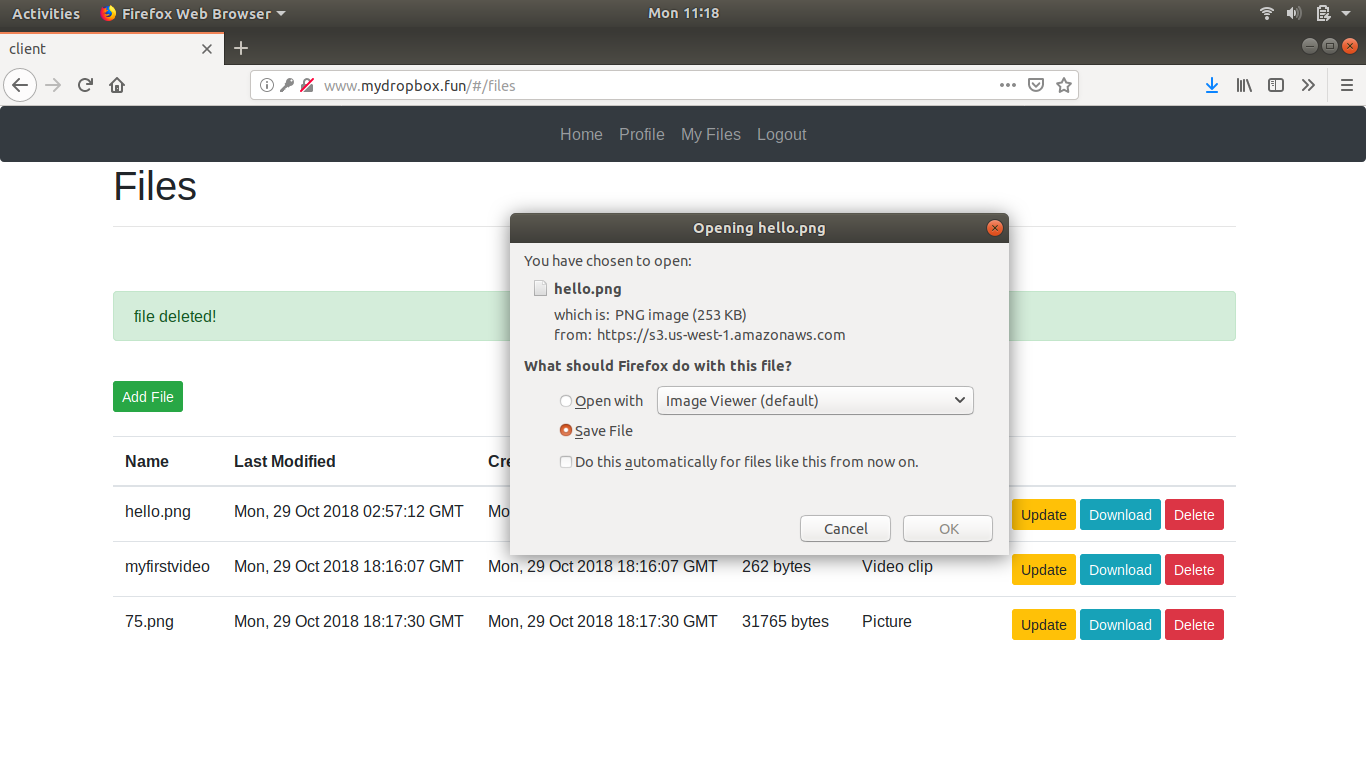 Activities Firefox Web Browser Mon 11:18
client
www.mydropbox.fun/#/files
Home Profile My Files Logout
Files
Opening hello.png
You have chosen to open:
hello.png
which is: PNG image (253 KB)
from: https://s3.us-west-1.amazonaws.com
file deleted!
What should Firefox do with this file?
Open with Image Viewer (default)
Add File
Save File
Name Last Modified Cre
Do this automatically for files like this from now on.
hello.png Mon, 29 Oct 2018 02:57:12 GMT Mo Update Download Delete
Cancel OK
myfirstvideo Mon, 29 Oct 2018 18:16:07 GMT Mon, 29 Oct 2018 18:16:07 GMT 262 bytes Video clip Update Download Delete
75.png Mon, 29 Oct 2018 18:17:30 GMT Mon, 29 Oct 2018 18:17:30 GMT 31765 bytes Picture Update Download Delete